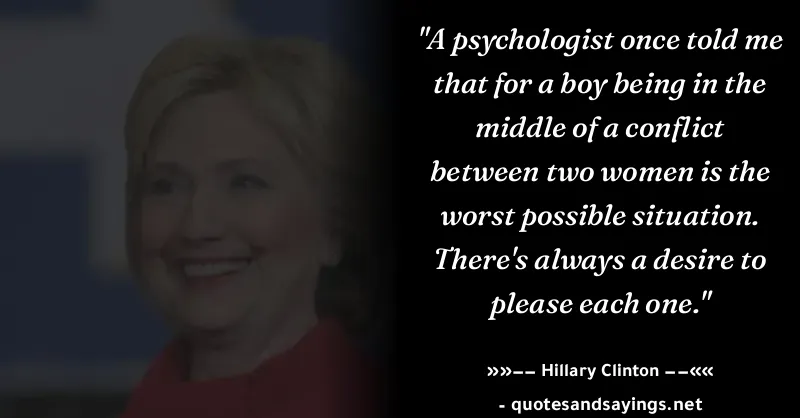 "A psychologist once told me
that for a boy being in the
middle of a conflict
between two women is the
worst possible situation.
There's always a desire to
please each one."
»»–– Hillary Clinton ––««
- quotesandsayings.net